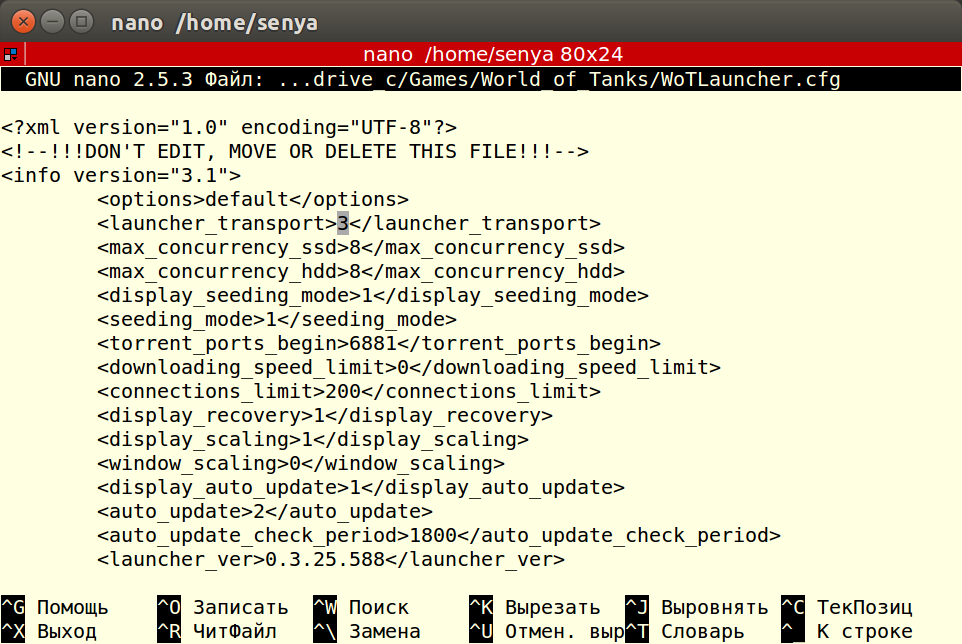 nano /home/senya
nano /home/senya 80x24
GNU nano 2.5.3 Файл: ...drive_c/Games/World_of_Tanks/WoTLauncher.cfg
<?xml version="1.0" encoding="UTF-8"?>
<!--!!!DON'T EDIT, MOVE OR DELETE THIS FILE!!!-->
<info version="3.1">
<options>default</options>
<launcher_transport>3</launcher_transport>
<max_concurrency_ssd>8</max_concurrency_ssd>
<max_concurrency_hdd>8</max_concurrency_hdd>
<display_seeding_mode>1</display_seeding_mode>
<seeding_mode>1</seeding_mode>
<torrent_ports_begin>6881</torrent_ports_begin>
<downloading_speed_limit>0</downloading_speed_limit>
<connections_limit>200</connections_limit>
<display_recovery>1</display_recovery>
<display_scaling>1</display_scaling>
<window_scaling>0</window_scaling>
<display_auto_update>1</display_auto_update>
<auto_update>2</auto_update>
<auto_update_check_period>1800</auto_update_check_period>
<launcher_ver>0.3.25.588</launcher_ver>
^G Помощь ^O Записать ^W Поиск ^K Вырезать ^J Выровнять ^C ТекПозиц
^X Выход ^R ЧитФайл ^\ Замена ^U Отмен. выр^T Словарь ^_ К строке